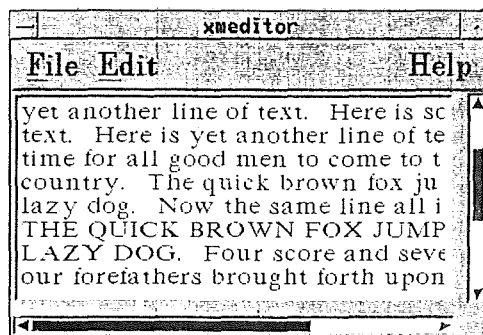 xmeditor
File Edit Help
yet another line of text. Here is sc
text. Here is yet another line of te
time for all good men to come to t
country. The quick brown fox ju
lazy dog. Now the same line all i
THE QUICK BROWN FOX JUMP
LAZY DOG. Four score and seve
our forefathers brought forth upon